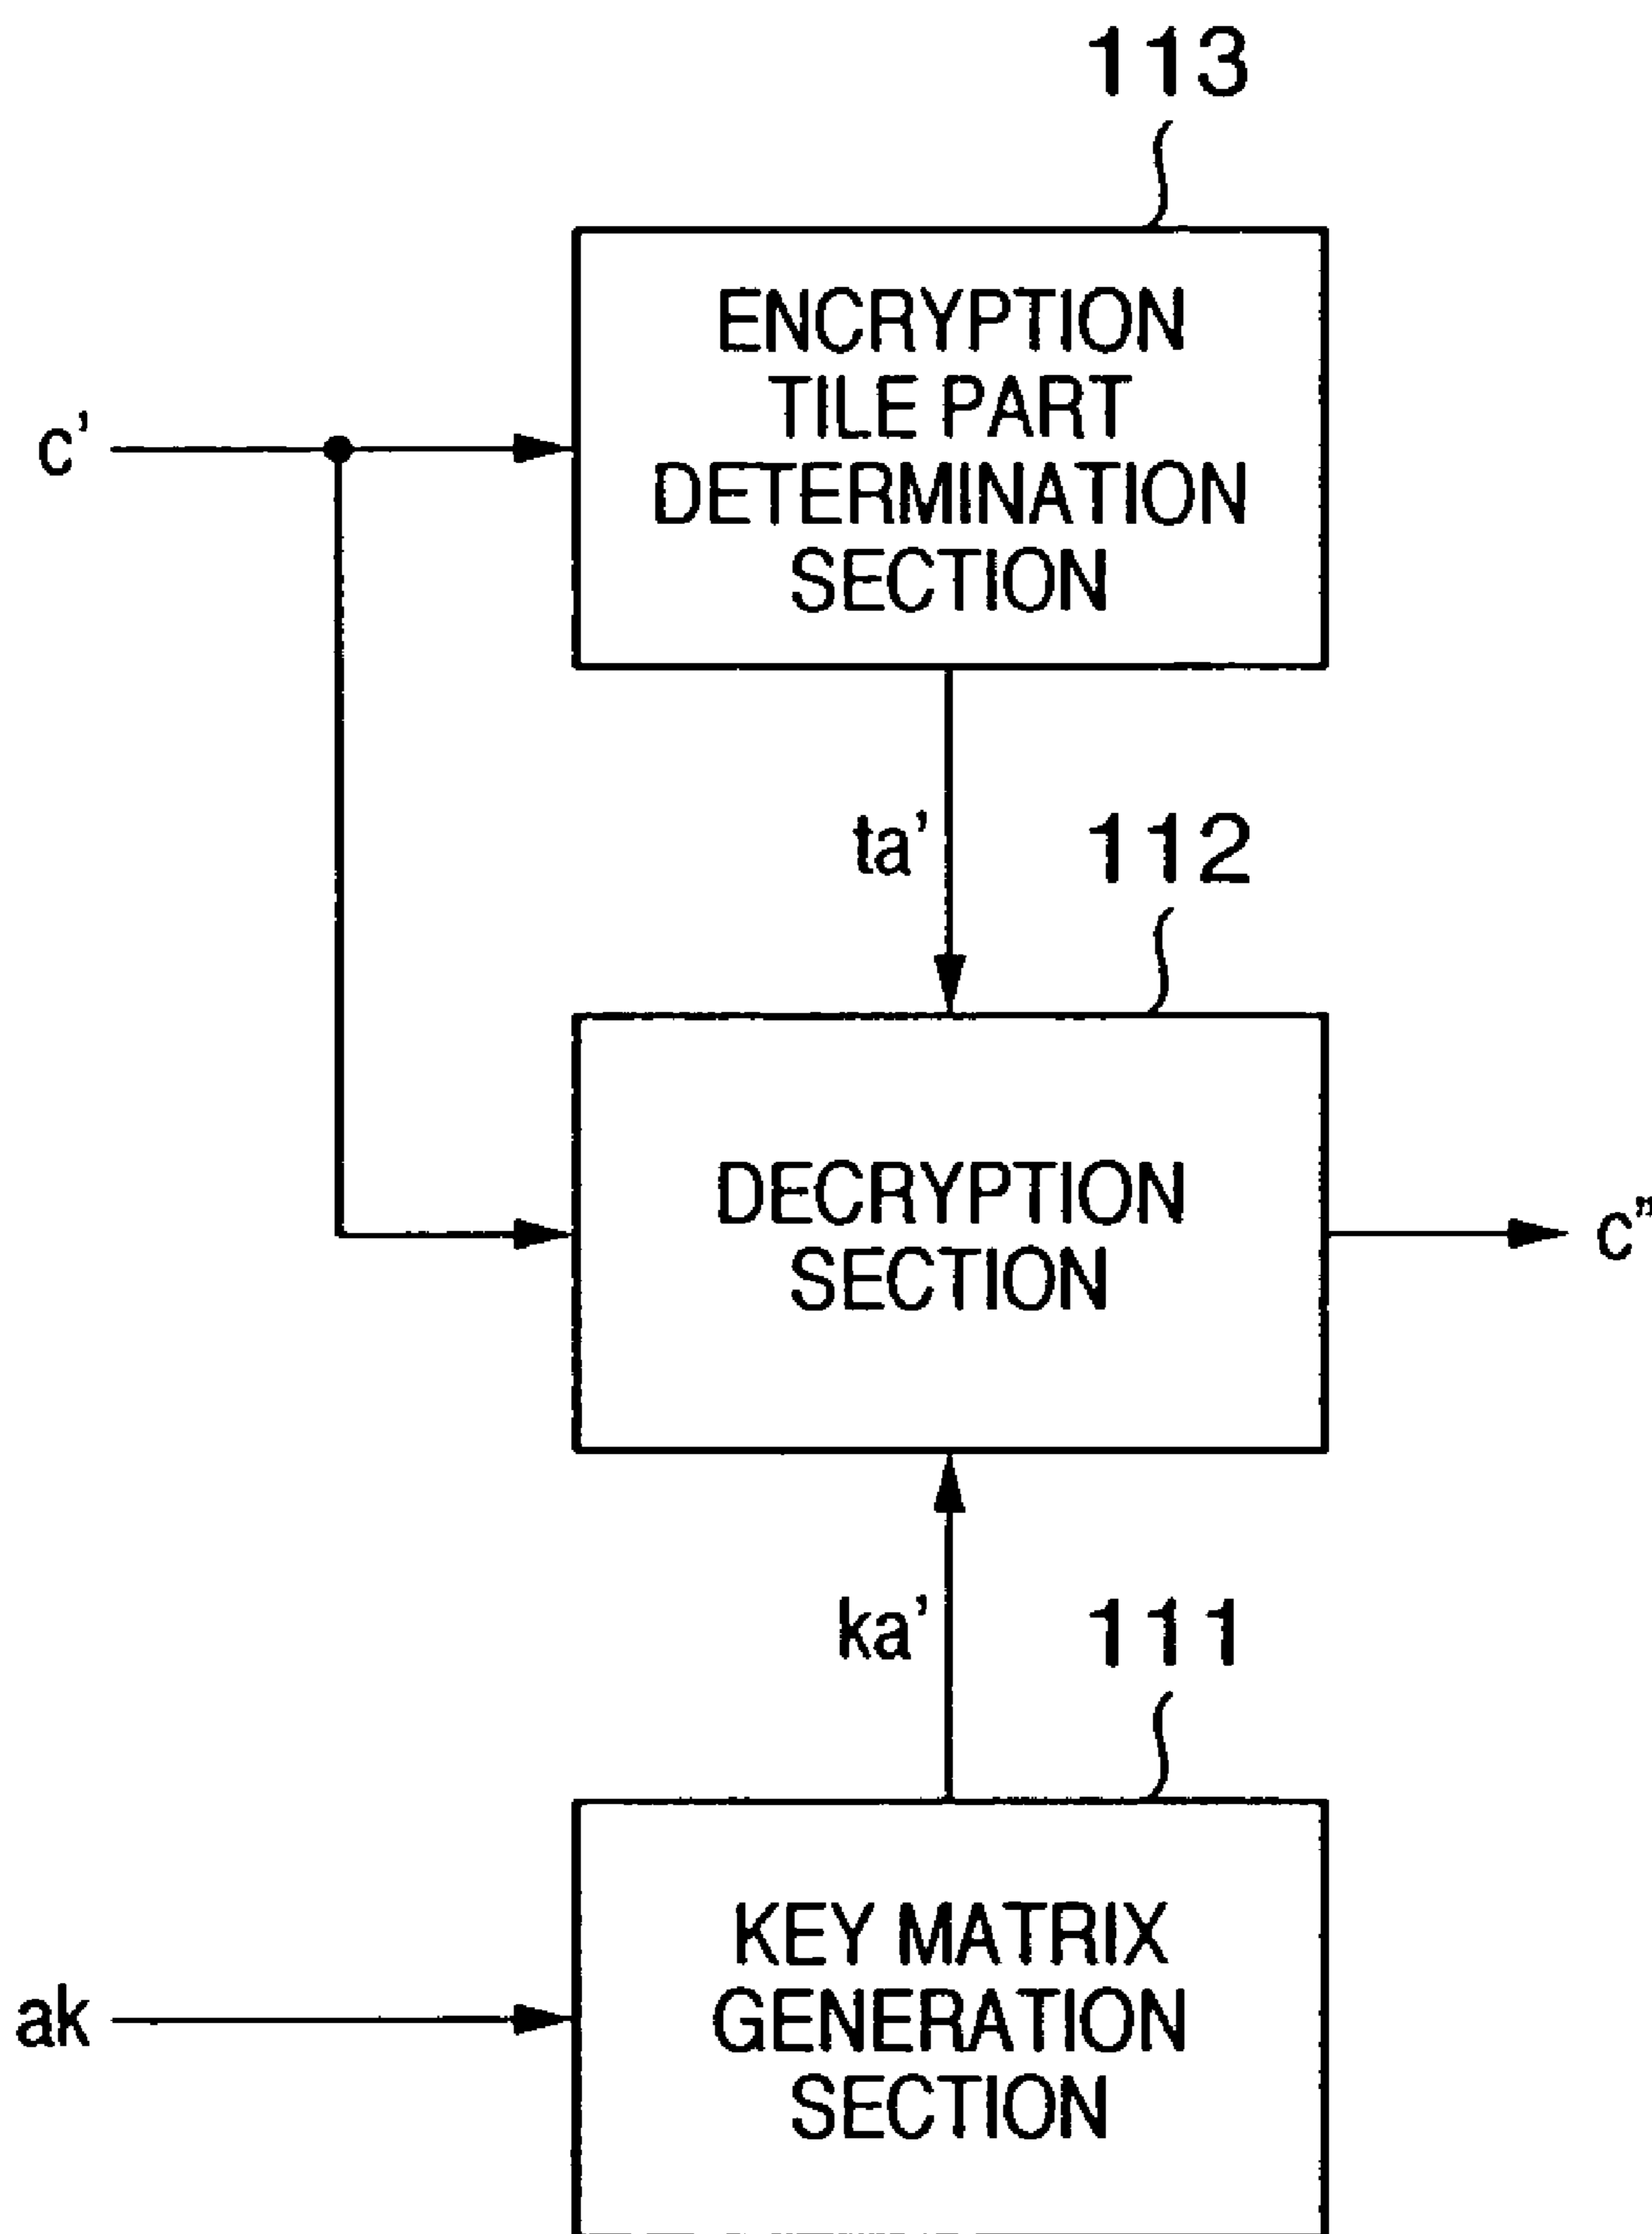 113
ENCRYPTION
TILE PART
DETERMINATION
SECTION
c'
ta'
112
DECRYPTION
SECTION
c"
ka'
111
KEY MATRIX
GENERATION
SECTION
ak